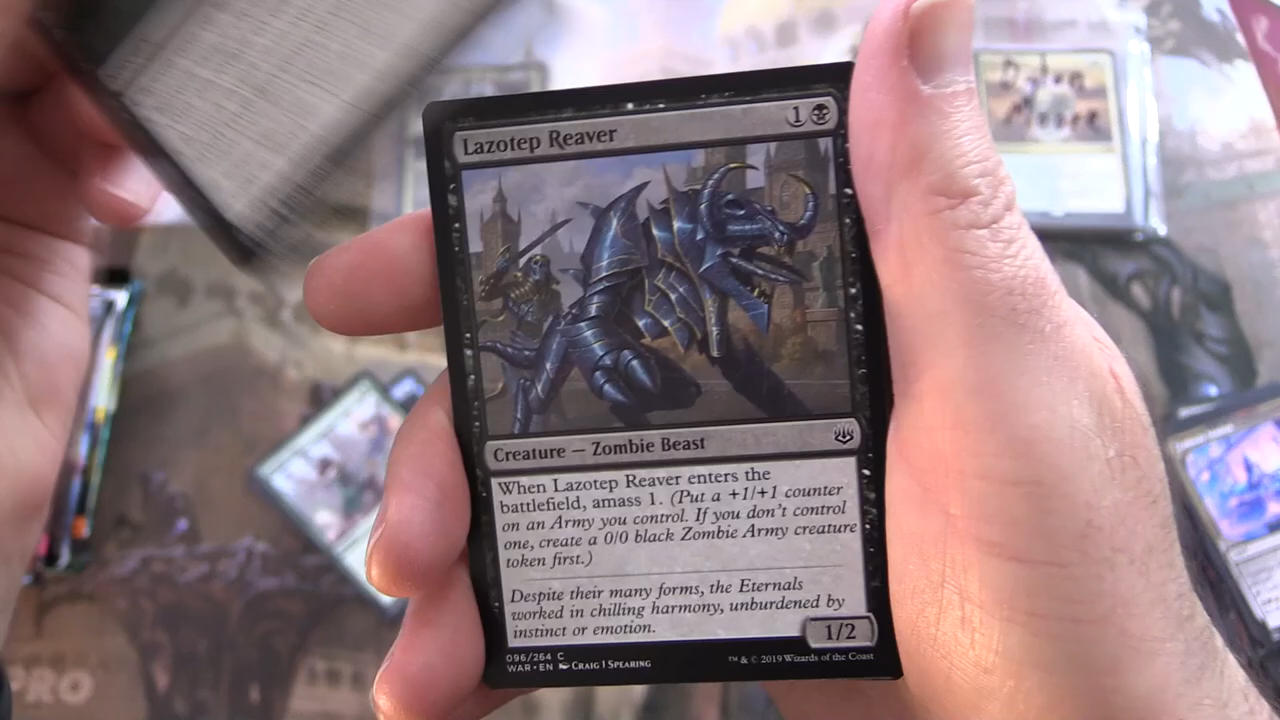 Lazotep Reaver
1
Creature — Zombie Beast
When Lazotep Reaver enters the
battlefield, amass 1. (Put a +1/+1 counter
on an Army you control. If you don't control
one, create a 0/0 black Zombie Army creature
token first.)
Despite their many forms, the Eternals
worked in chilling harmony, unburdened by
instinct or emotion.
1/2
096/264 C
WAR • EN Craig J Spearing
™ & © 2019 Wizards of the Coast
PRO